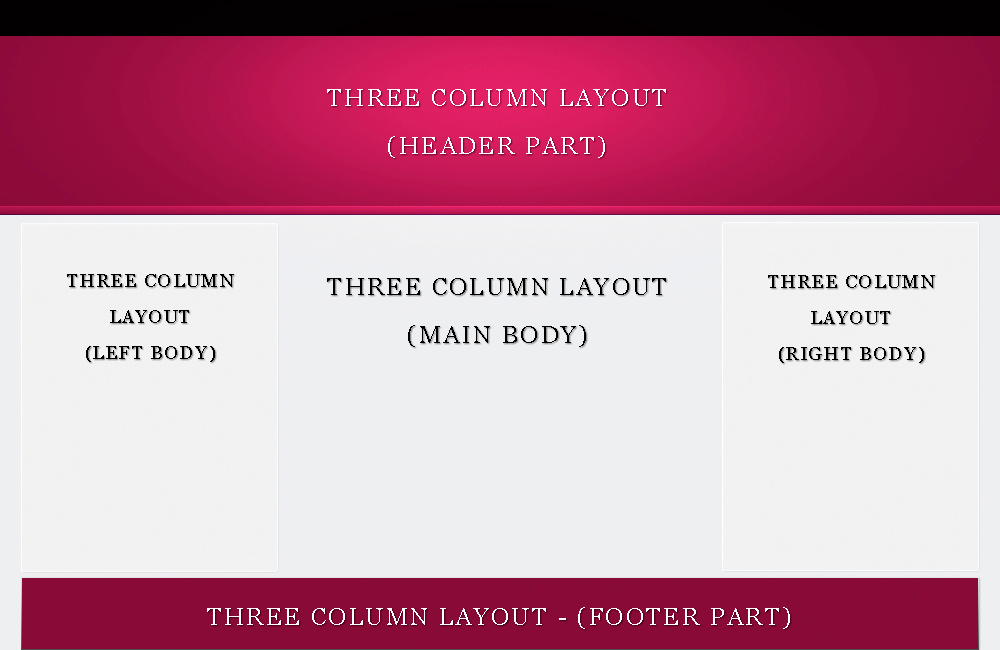 THREE COLUMN LAYOUT
(HEADER PART)
THREE COLUMN
LAYOUT
(LEFT BODY)
THREE COLUMN LAYOUT
(MAIN BODY)
THREE COLUMN
LAYOUT
(RIGHT BODY)
THREE COLUMN LAYOUT - (FOOTER PART)